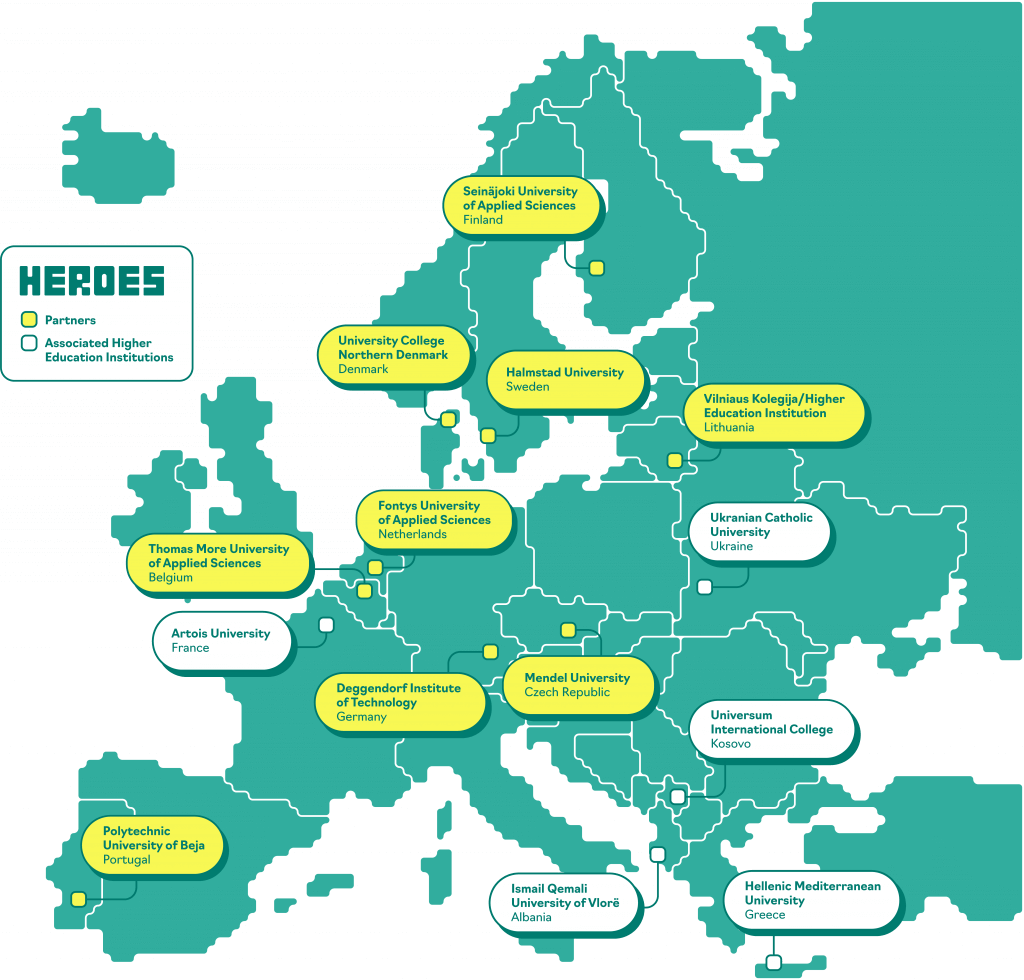 Seinäjoki University
of Applied Sciences
Finland
HEROES
Partners
Associated Higher
Education Institutions
University College
Northern Denmark
Denmark
Halmstad University
Sweden
Vilniaus Kolegija/Higher
Education Institution
Lithuania
Fontys University
of Applied Sciences
Netherlands
Ukranian Catholic
University
Ukraine
Thomas More University
of Applied Sciences
Belgium
Artois University
France
Deggendorf Institute
of Technology
Germany
Mendel University
Czech Republic
Universum
International College
Kosovo
Polytechnic
University of Beja
Portugal
Ismail Qemali
University of Vlorë
Albania
Hellenic Mediterranean
University
Greece